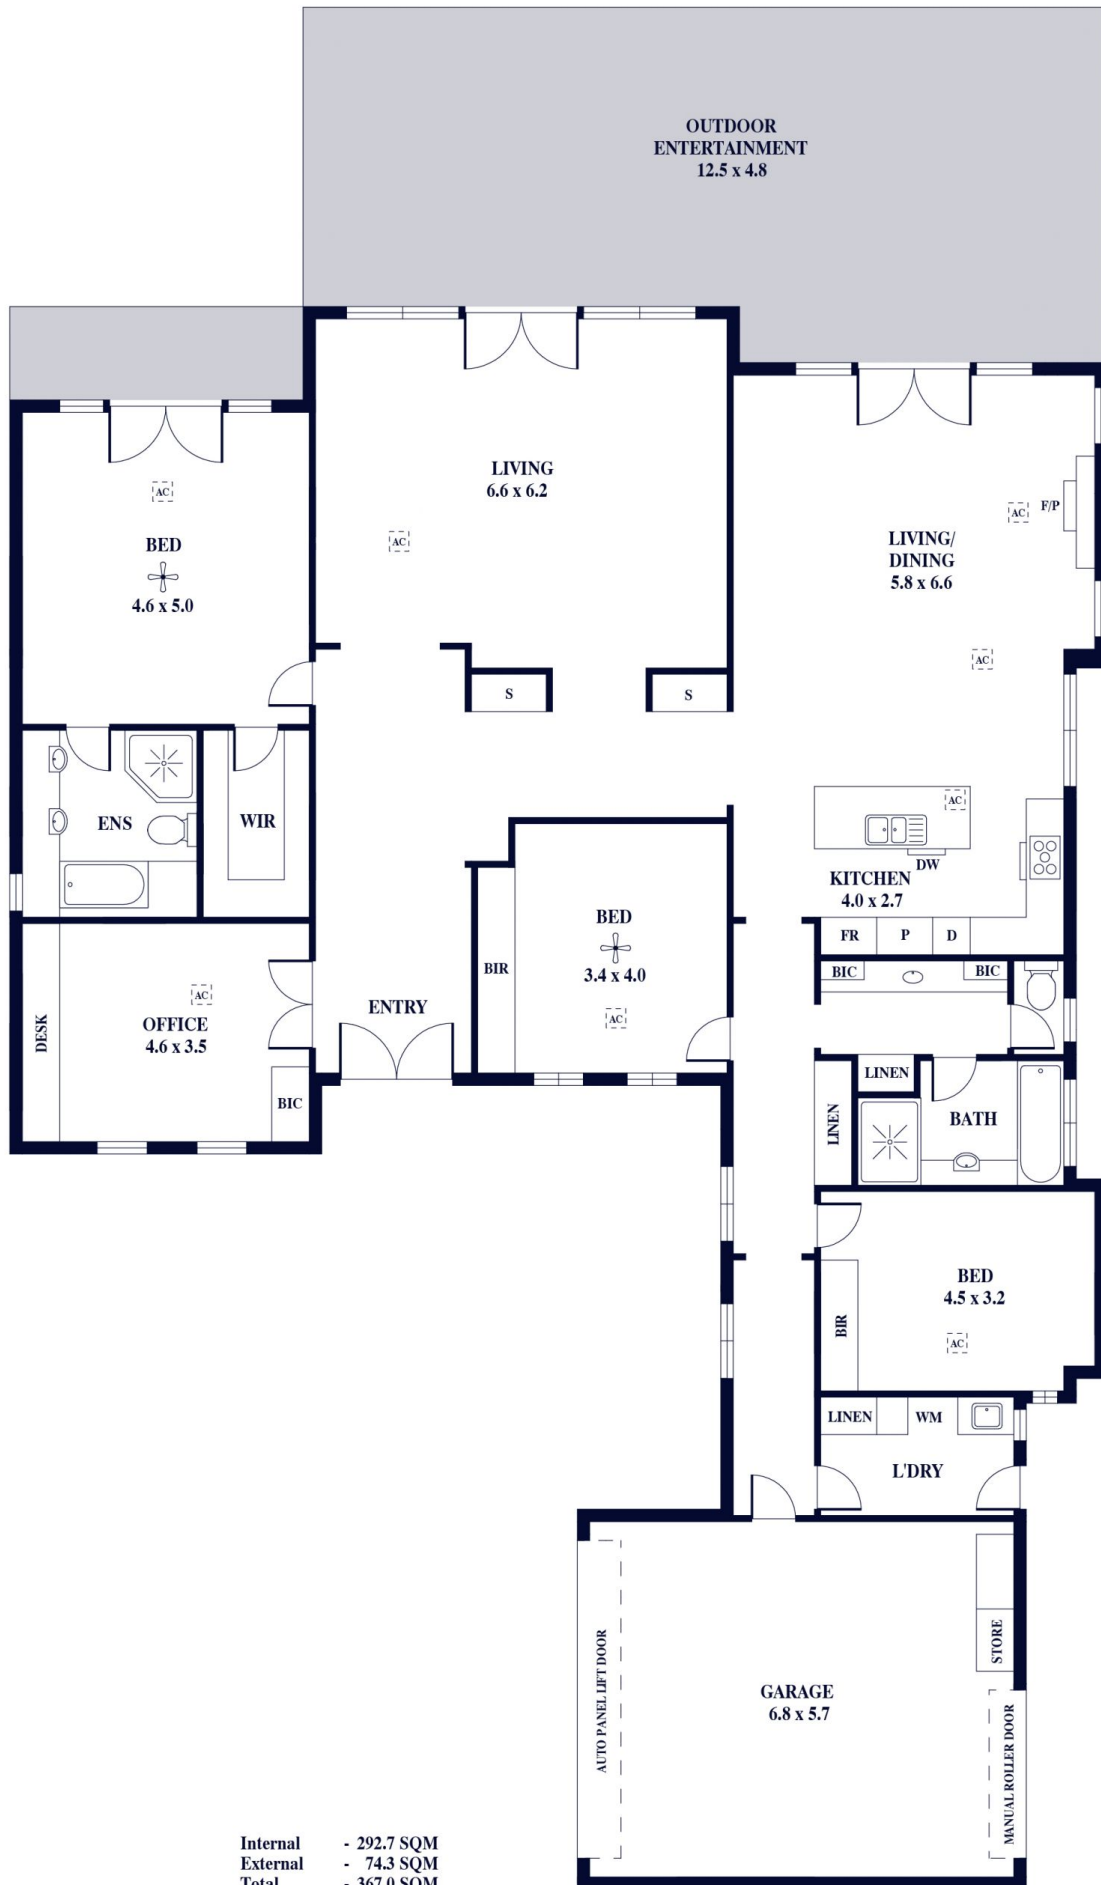 OUTDOOR
ENTERTAINMENT
12.5 x 4.8
LIVING
6.6 x 6.2
AC
BED
4.6 x 5.0
AC
LIVING/
DINING
5.8 x 6.6
AC
F/P
AC
S
S
ENS
WIR
AC
DW
KITCHEN
4.0 x 2.7
FR
P
D
BED
3.4 x 4.0
AC
BIR
BIC
BIC
DESK
AC
OFFICE
4.6 x 3.5
BIC
ENTRY
LINEN
LINEN
BATH
BED
4.5 x 3.2
AC
BIR
LINEN
WM
L'DRY
AUTO PANEL LIFT DOOR
STORE
GARAGE
6.8 x 5.7
MANUAL ROLLER DOOR
Internal - 292.7 SQM
External - 74.3 SQM
Total - 367.0 SQM